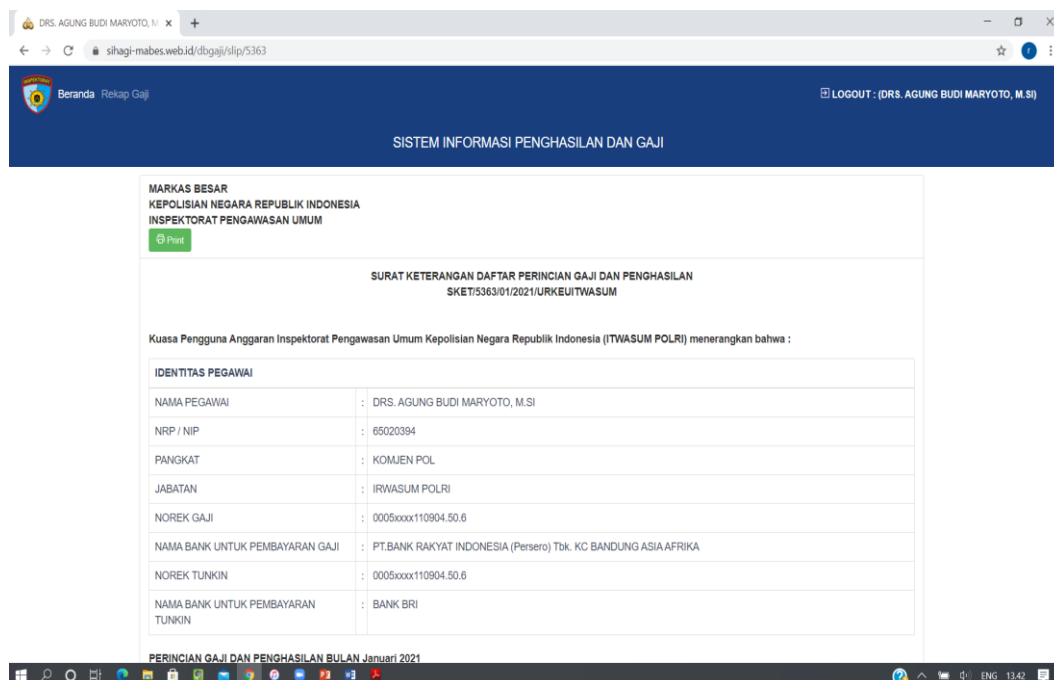 DRS. AGUNG BUDI MARYOTO, M
sihagi-mabes.web.id/dbgaji/slip/5363
Beranda Rekap Gaji
LOGOUT : (DRS. AGUNG BUDI MARYOTO, M.SI)
SISTEM INFORMASI PENGHASILAN DAN GAJI
MARKAS BESAR
KEPOLISIAN NEGARA REPUBLIK INDONESIA
INSPEKTORAT PENGAWASAN UMUM
Print
SURAT KETERANGAN DAFTAR PERINCIAN GAJI DAN PENGHASILAN
SKET/5363/01/2021/URKEUITWASUM
Kuasa Pengguna Anggaran Inspektorat Pengawasan Umum Kepolisian Negara Republik Indonesia (ITWASUM POLRI) menerangkan bahwa :
IDENTITAS PEGAWAI
NAMA PEGAWAI : DRS. AGUNG BUDI MARYOTO, M.SI
NRP / NIP : 65020394
PANGKAT : KOMJEN POL
JABATAN : IRWASUM POLRI
NOREK GAJI : 0005xxxx110904.50.6
NAMA BANK UNTUK PEMBAYARAN GAJI : PT.BANK RAKYAT INDONESIA (Persero) Tbk. KC BANDUNG ASIA AFRIKA
NOREK TUNKIN : 0005xxxx110904.50.6
NAMA BANK UNTUK PEMBAYARAN : BANK BRI
TUNKIN
PERINCIAN GAJI DAN PENGHASILAN BULAN Januari 2021
ENG 13.42